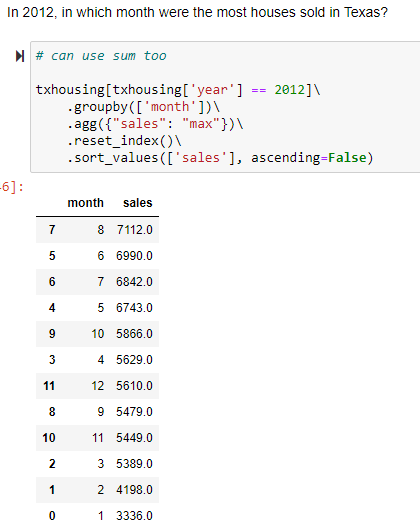 In 2012, in which month were the most houses sold in Texas?
# can use sum too
txhousing[txhousing['year'] == 2012]\
.groupby(['month'])\
.agg({"sales": "max"})\
.reset_index()\
.sort_values(['sales'], ascending=False)
6]:
month sales
7 8 7112.0
5 6 6990.0
6 7 6842.0
4 5 6743.0
9 10 5866.0
3 4 5629.0
11 12 5610.0
8 9 5479.0
10 11 5449.0
2 3 5389.0
1 2 4198.0
0 1 3336.0